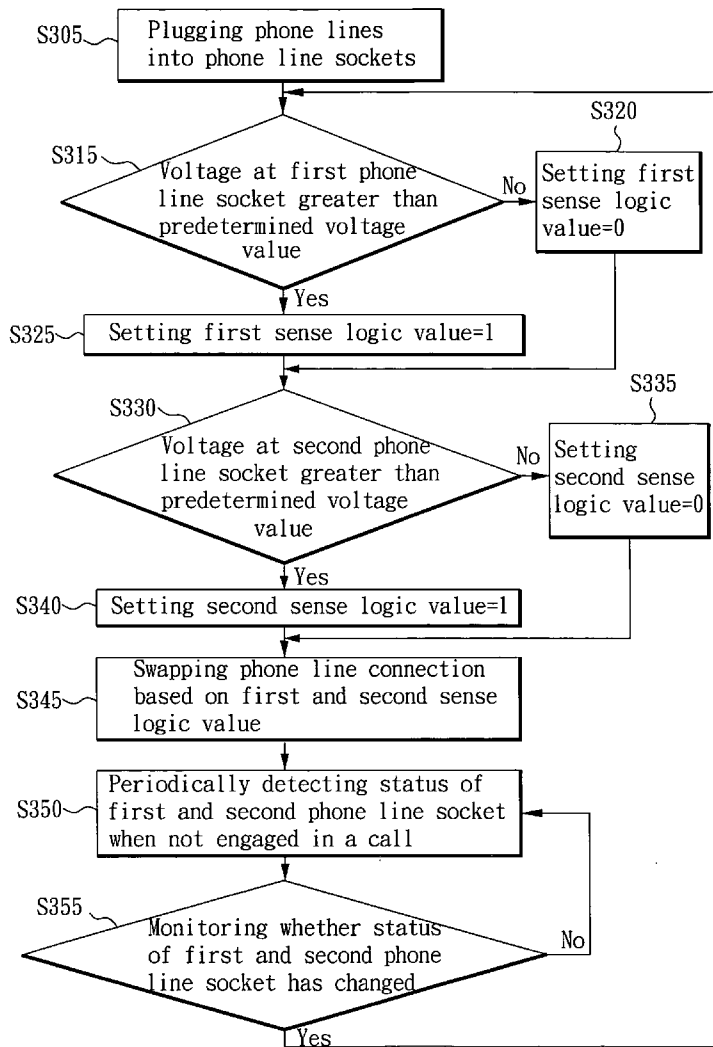 S305
Plugging phone lines
into phone line sockets
S315
Voltage at first phone
line socket greater than
predetermined voltage
value
No
S320
Setting first
sense logic
value=0
Yes
S325
Setting first sense logic value=1
S330
Voltage at second phone
line socket greater than
predetermined voltage
value
No
S335
Setting
second sense
logic value=0
Yes
S340
Setting second sense logic value=1
S345
Swapping phone line connection
based on first and second sense
logic value
S350
Periodically detecting status of
first and second phone line socket
when not engaged in a call
S355
Monitoring whether status
of first and second phone
line socket has changed
No
Yes